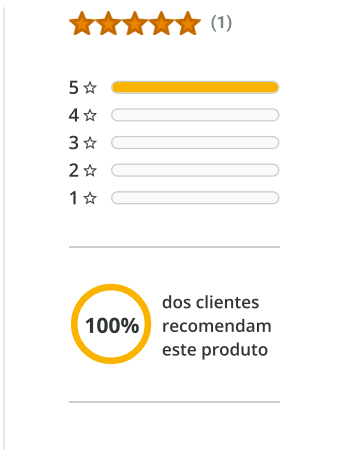 (1)
5
4
3
2
1
100%
dos clientes
recomendam
este produto